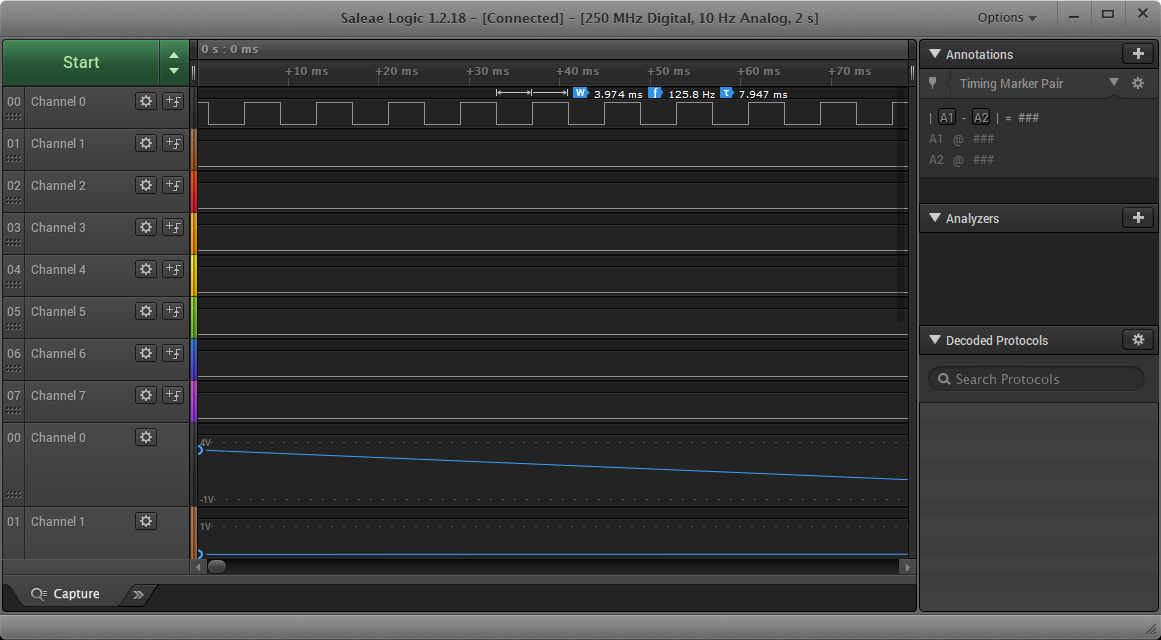 Saleae Logic 1.2.18 - [Connected] - [250 MHz Digital, 10 Hz Analog, 2 s]
Options
Start
0 s : 0 ms
+10 ms +20 ms +30 ms +40 ms +50 ms +60 ms +70 ms
00 Channel 0
W 3.974 ms f 125.8 Hz T 7.947 ms
01 Channel 1
02 Channel 2
03 Channel 3
04 Channel 4
05 Channel 5
06 Channel 6
07 Channel 7
00 Channel 0
4V
-1V
01 Channel 1
1V
Capture
Annotations
Timing Marker Pair
| A1 - A2 | = ###
A1 @ ###
A2 @ ###
Analyzers
Decoded Protocols
Search Protocols